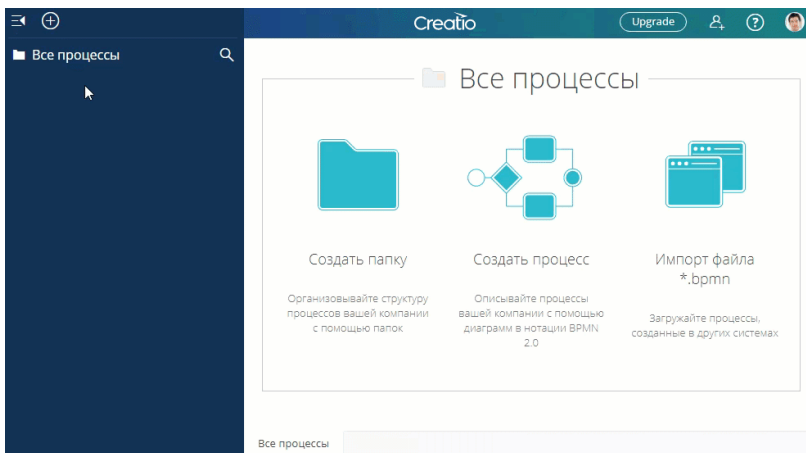 Creatio
Upgrade
Все процессы
Все процессы
Создать папку
Организовывайте структуру
процессов вашей компании
с помощью папок
Создать процесс
Описывайте процессы
вашей компании с помощью
диаграмм в нотации BPMN
2.0
Импорт файла
*.bpmn
Загружайте процессы,
созданные в других системах
Все процессы